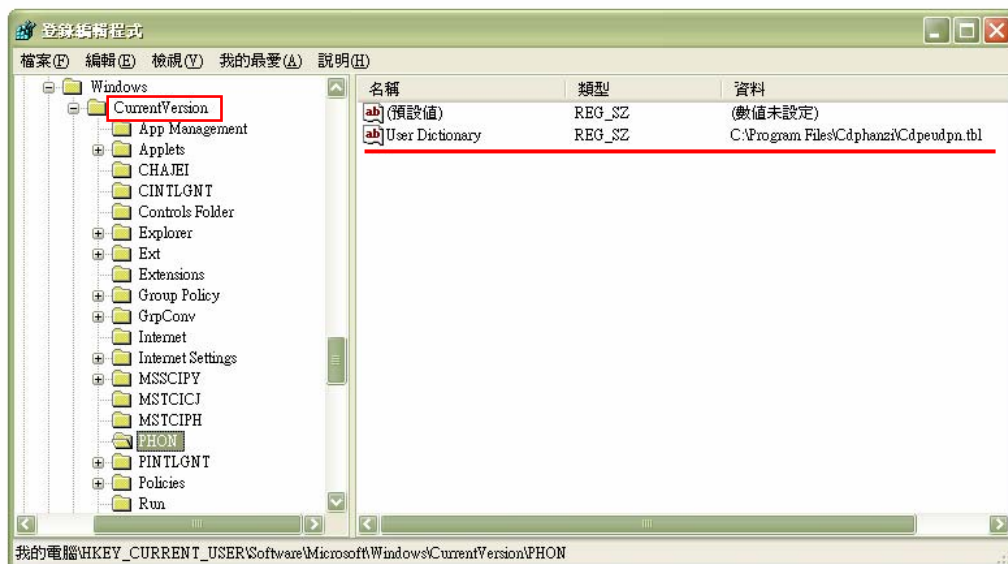 登錄編輯程式
檔案(F) 編輯(E) 檢視(V) 我的最愛(A) 說明(H)
Windows
CurrentVersion
App Management
Applets
CHAJEI
CINTLGNT
Controls Folder
Explorer
Ext
Extensions
Group Policy
GrpConv
Internet
Internet Settings
MSSCIPY
MSTCICJ
MSTCIPH
PHON
PINTLGNT
Policies
Run
名稱 類型 資料
ab (預設值) REG_SZ (數值未設定)
ab User Dictionary REG_SZ C:\Program Files\Cdphanzi\Cdpeudpn.tbl
我的電腦\HKEY_CURRENT_USER\Software\Microsoft\Windows\CurrentVersion\PHON